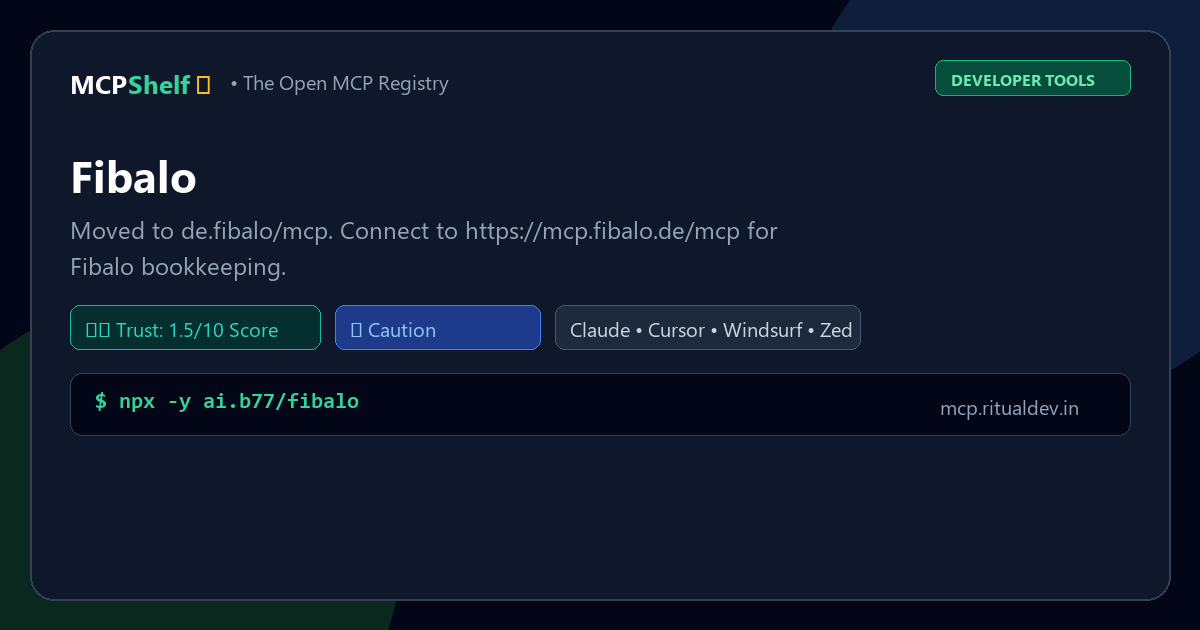 MCPShelf • The Open MCP Registry
DEVELOPER TOOLS
Fibalo
Moved to de.fibalo/mcp. Connect to https://mcp.fibalo.de/mcp for
Fibalo bookkeeping.
Trust: 1.5/10 Score
Caution
Claude • Cursor • Windsurf • Zed
$ npx -y ai.b77/fibalo
mcp.ritualdev.in